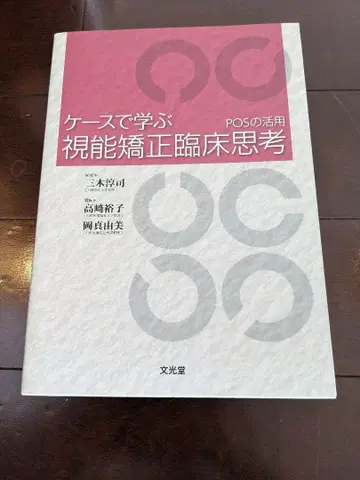 ケースで学ぶ
POSの活用
視能矯正臨床思考
三木淳司
高﨑裕子
岡真由美
文光堂